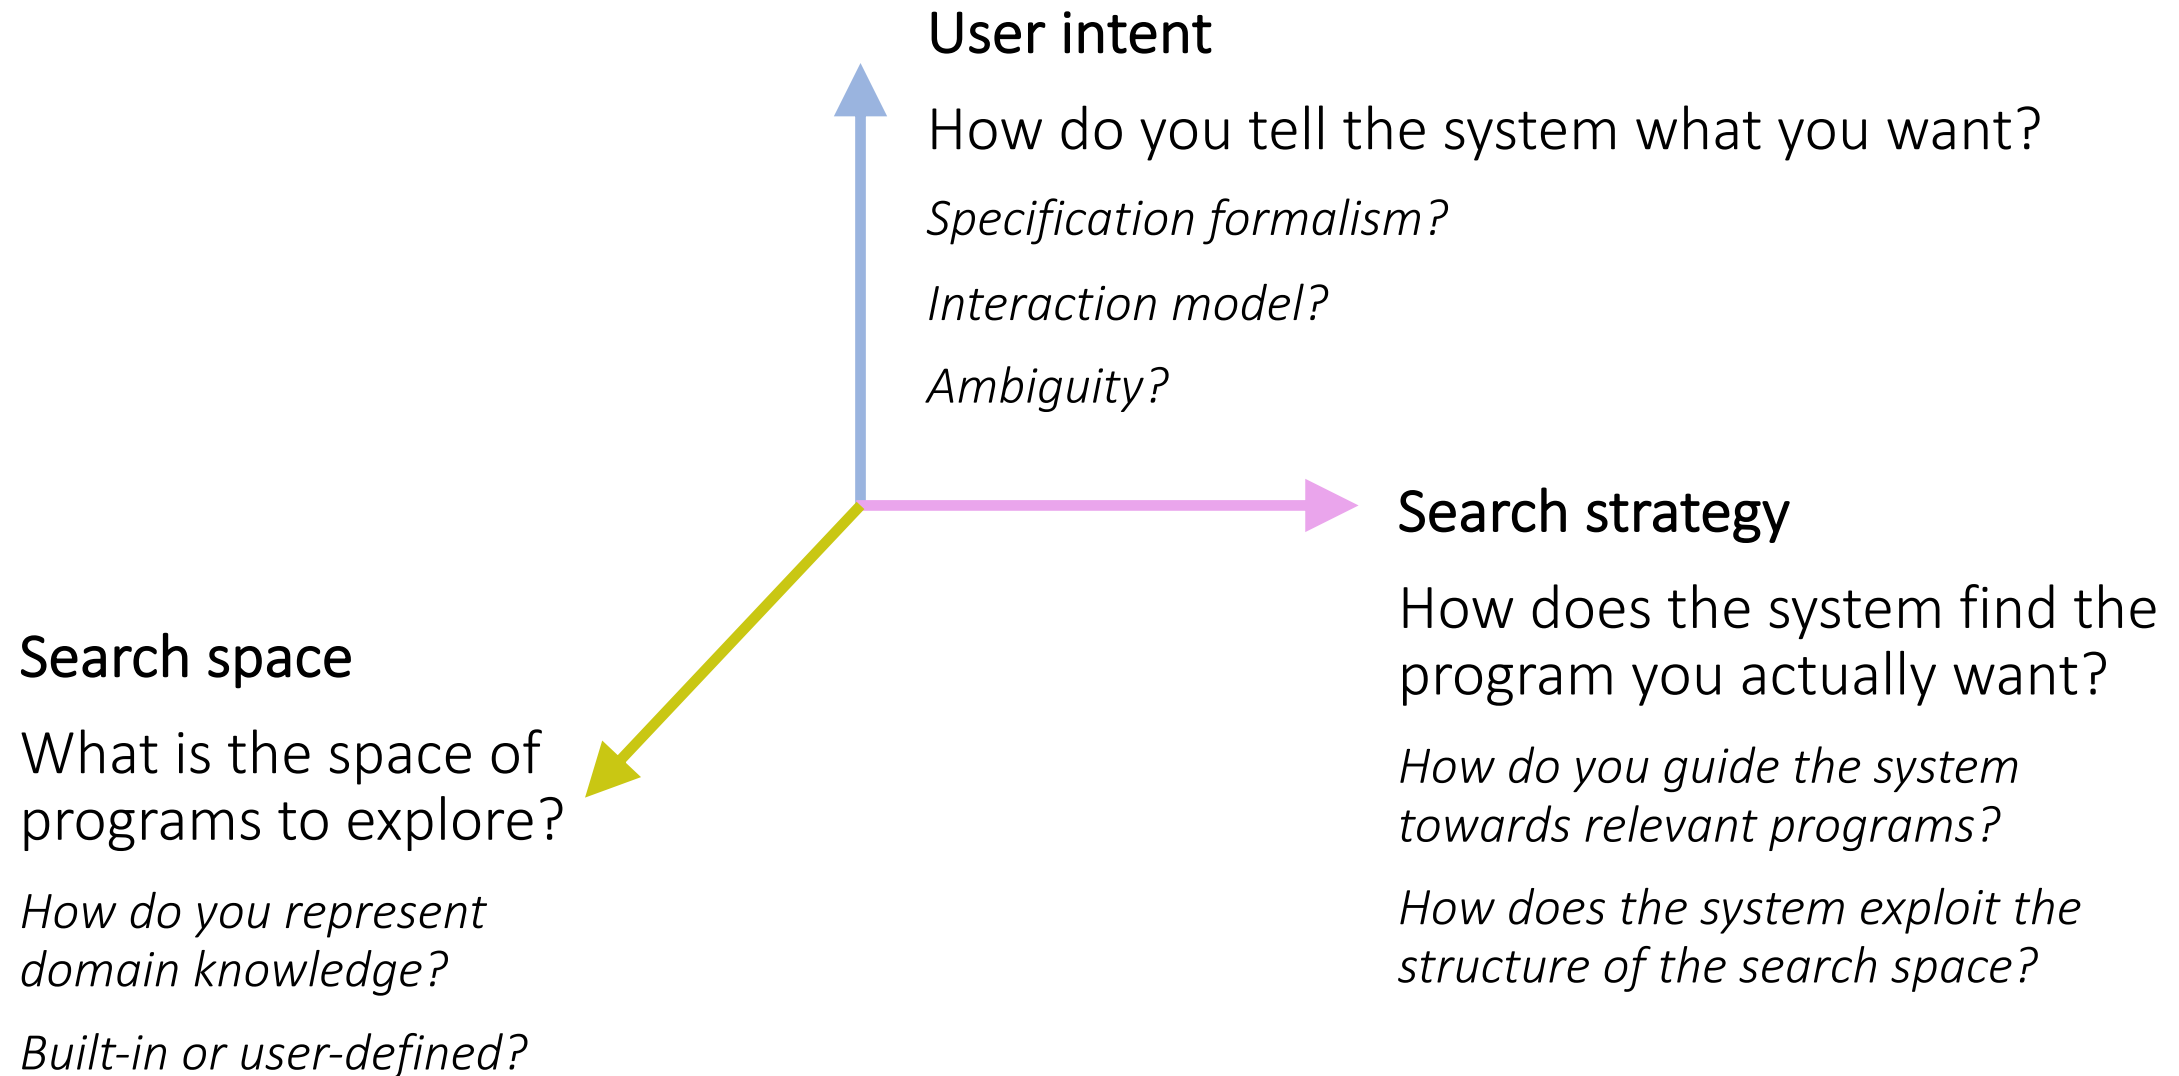 User intent
How do you tell the system what you want?
Specification formalism?
Interaction model?
Ambiguity?
Search strategy
How does the system find the
program you actually want?
How do you guide the system
towards relevant programs?
How does the system exploit the
structure of the search space?
Search space
What is the space of
programs to explore?
How do you represent
domain knowledge?
Built-in or user-defined?